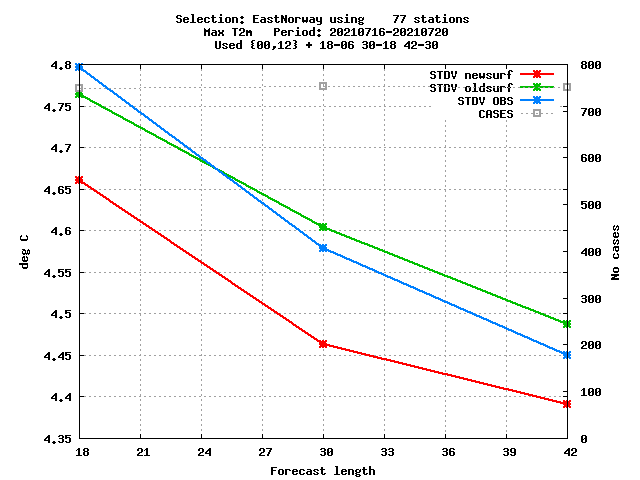 Selection: EastNorway using    77 stations
Max T2m   Period: 20210716-20210720
Used {00,12} + 18-06 30-18 42-30
STDV newsurf
STDV oldsurf
STDV OBS
CASES
4.8
4.75
4.7
4.65
4.6
4.55
4.5
4.45
4.4
4.35
deg C
800
700
600
500
400
300
200
100
0
No cases
18 21 24 27 30 33 36 39 42
Forecast length